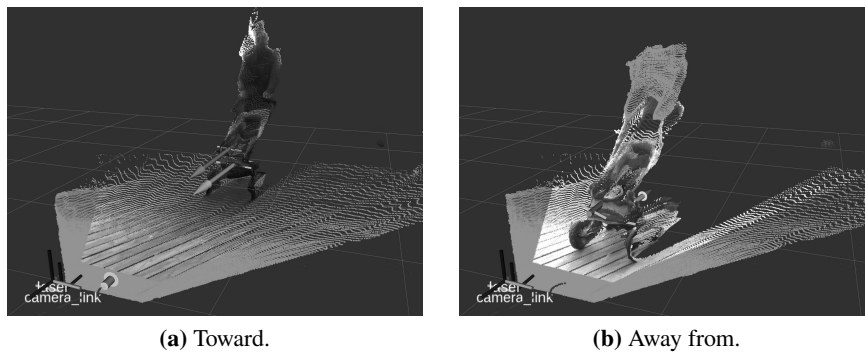 laser
camera_link
laser
camera_link
(a) Toward.
(b) Away from.